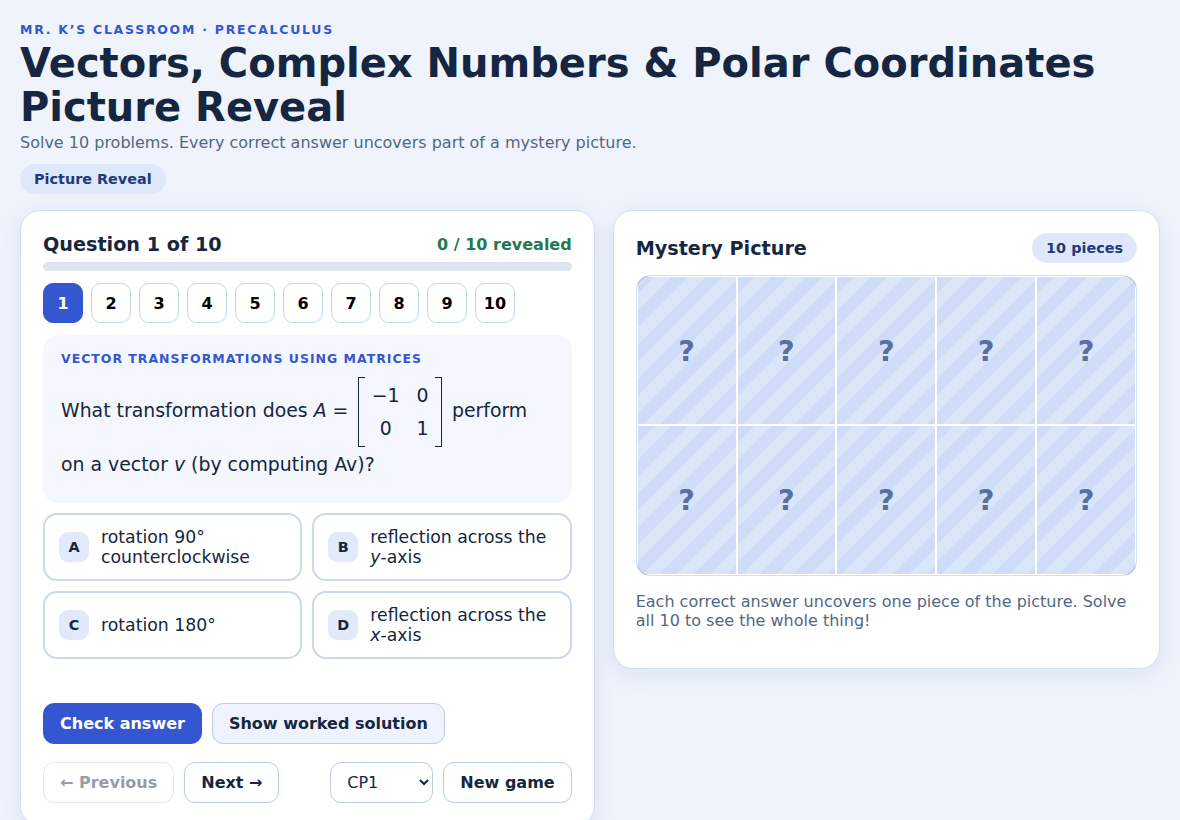 MR. K’S CLASSROOM · PRECALCULUS
Vectors, Complex Numbers & Polar Coordinates
Picture Reveal
Solve 10 problems. Every correct answer uncovers part of a mystery picture.
Picture Reveal
Question 1 of 10
0 / 10 revealed
1 2 3 4 5 6 7 8 9 10
VECTOR TRANSFORMATIONS USING MATRICES
What transformation does A = [ −1 0 ; 0 1 ] perform
on a vector v (by computing Av)?
A rotation 90°
counterclockwise
B reflection across the
y-axis
C rotation 180°
D reflection across the
x-axis
Check answer
Show worked solution
← Previous
Next →
CP1
New game
Mystery Picture
10 pieces
? ? ? ? ?
? ? ? ? ?
Each correct answer uncovers one piece of the picture. Solve
all 10 to see the whole thing!